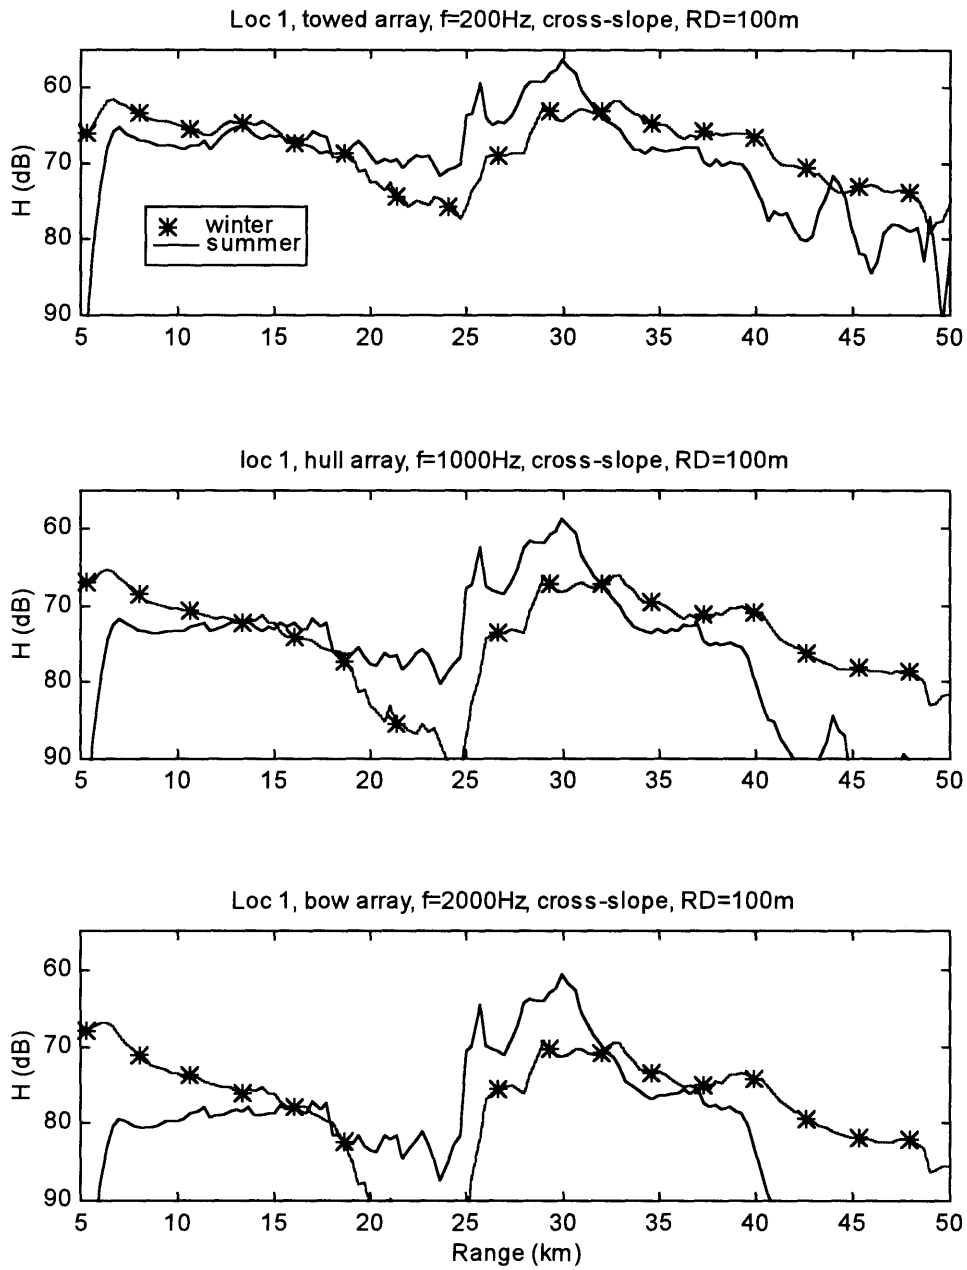 Loc 1, towed array, f=200Hz, cross-slope, RD=100m
60
70
80
90
H (dB)
winter
summer
5 10 15 20 25 30 35 40 45 50
loc 1, hull array, f=1000Hz, cross-slope, RD=100m
60
70
80
90
H (dB)
5 10 15 20 25 30 35 40 45 50
Loc 1, bow array, f=2000Hz, cross-slope, RD=100m
60
70
80
90
H (dB)
5 10 15 20 25 30 35 40 45 50
Range (km)